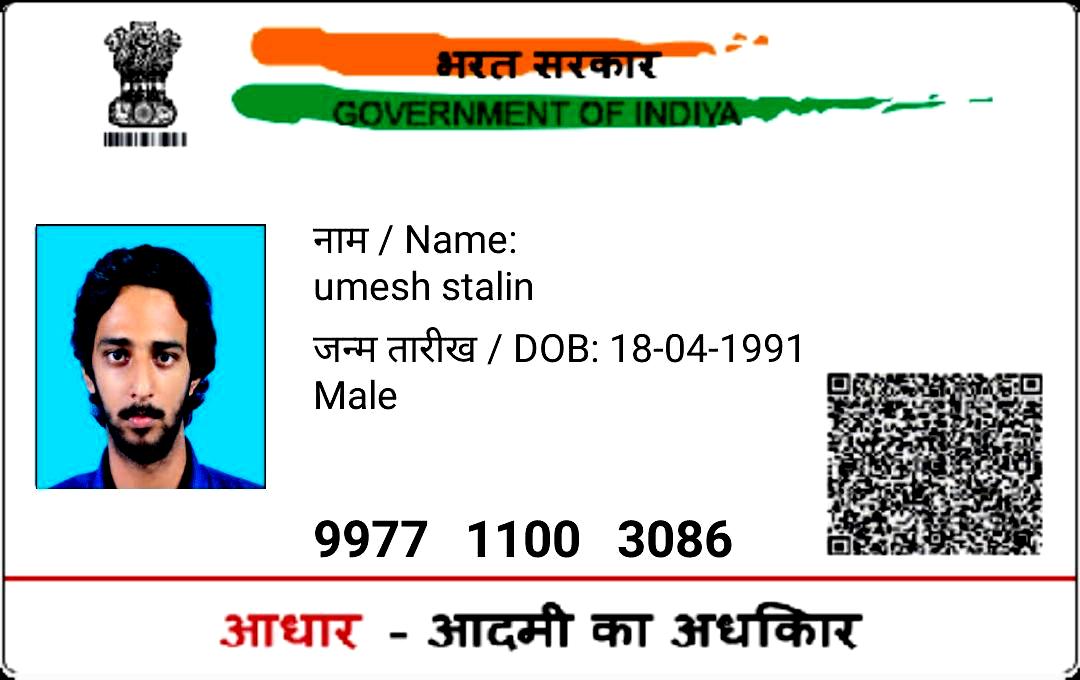 भरत सरकार
GOVERNMENT OF INDIYA
नाम / Name:
umesh stalin
जन्म तारीख / DOB: 18-04-1991
Male
9977 1100 3086
आधार - आदमी का अधकिार